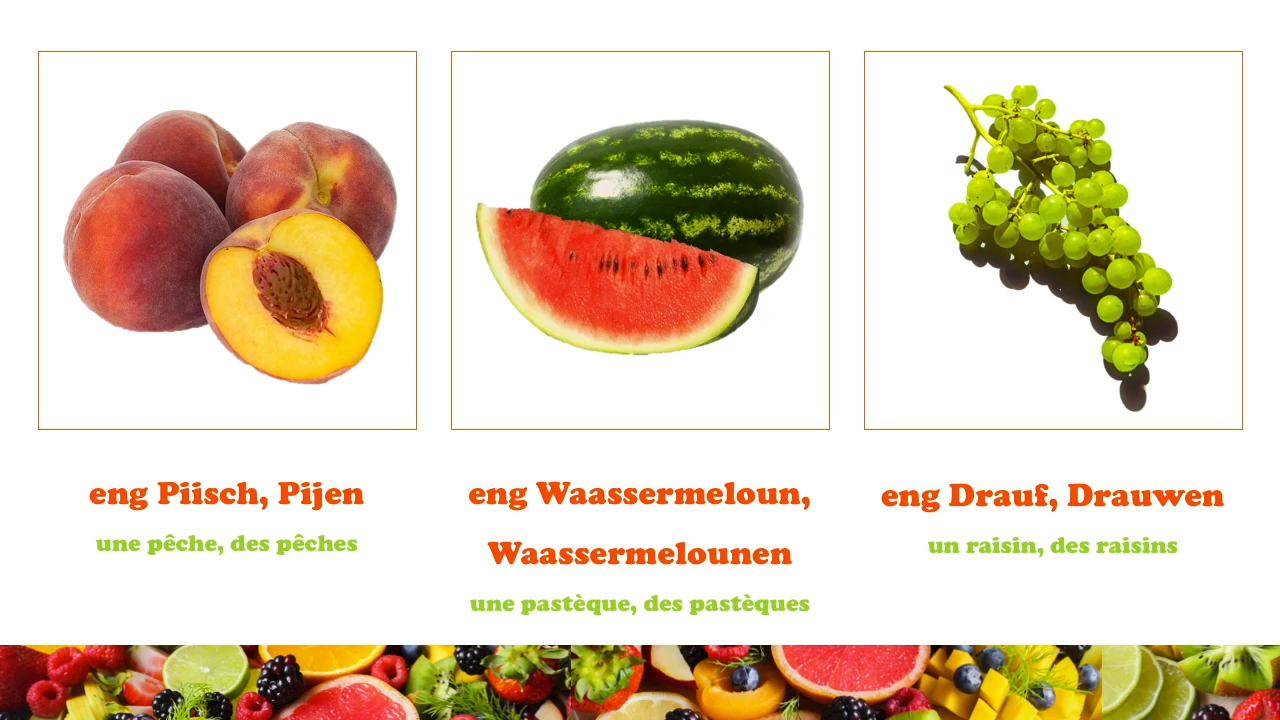 eng Piisch, Pijen
une pêche, des pêches
eng Waassermeloun,
Waassermelounen
une pastèque, des pastèques
eng Drauf, Drauwen
un raisin, des raisins